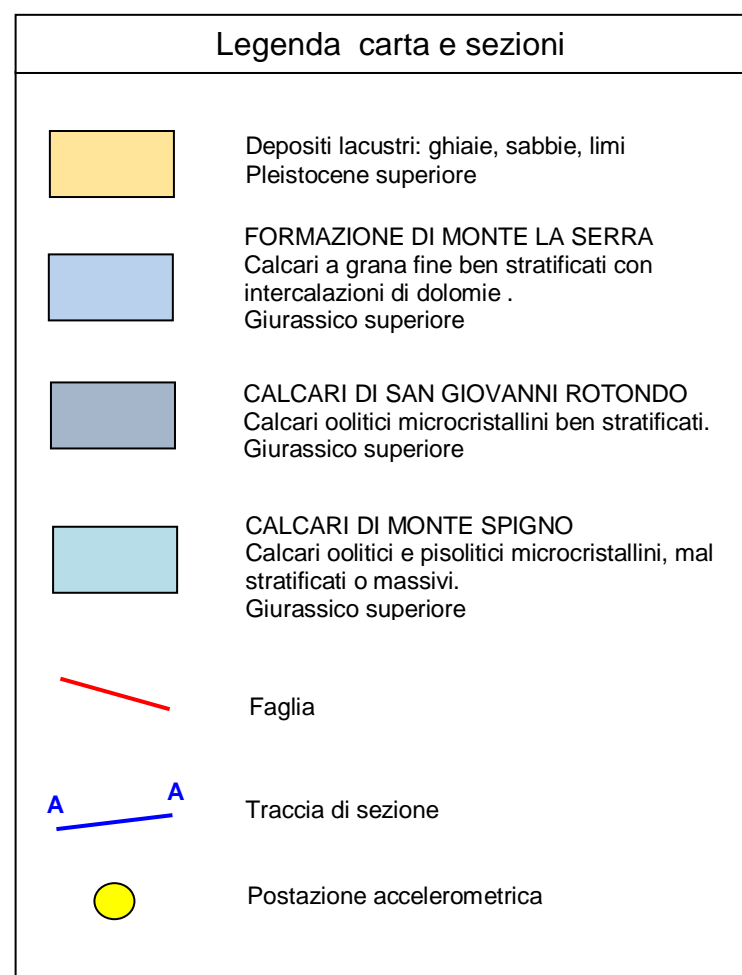 Legenda carta e sezioni
Depositi lacustri: ghiaie, sabbie, limi
Pleistocene superiore
FORMAZIONE DI MONTE LA SERRA
Calcari a grana fine ben stratificati con
intercalazioni di dolomie .
Giurassico superiore
CALCARI DI SAN GIOVANNI ROTONDO
Calcari oolitici microcristallini ben stratificati.
Giurassico superiore
CALCARI DI MONTE SPIGNO
Calcari oolitici e pisolitici microcristallini, mal
stratificati o massivi.
Giurassico superiore
Faglia
A A
Traccia di sezione
Postazione accelerometrica